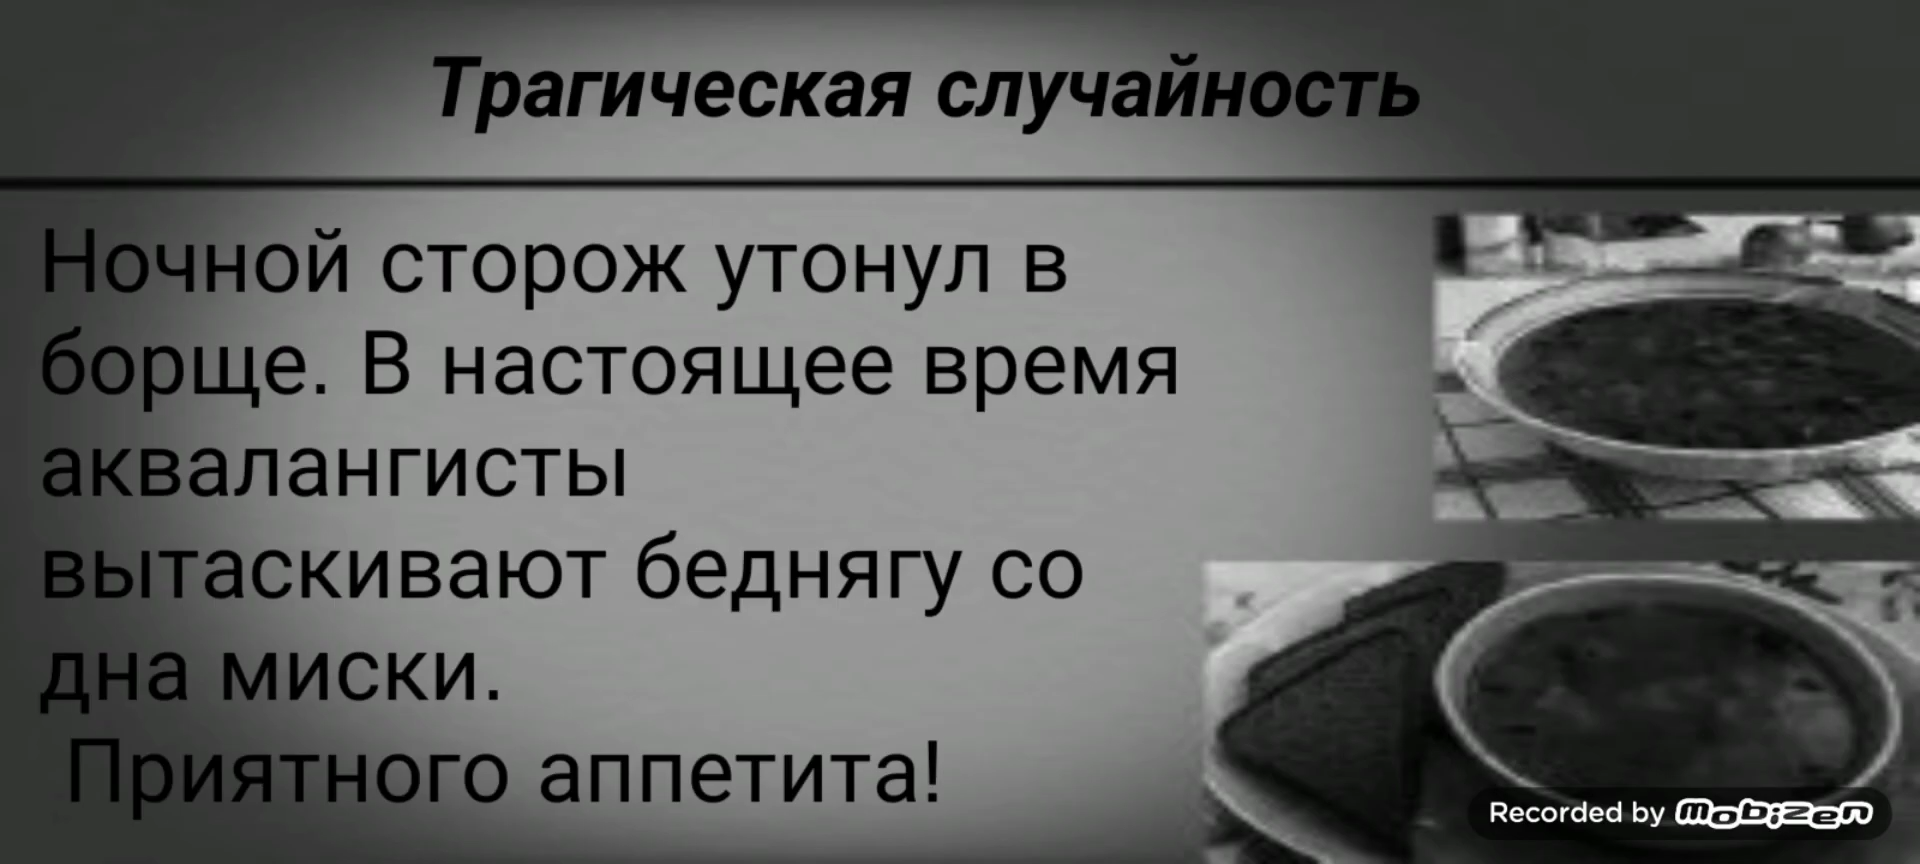 Трагическая случайность
Ночной сторож утонул в
борще. В настоящее время
аквалангисты
вытаскивают беднягу со
дна миски.
Приятного аппетита!
Recorded by mobizen